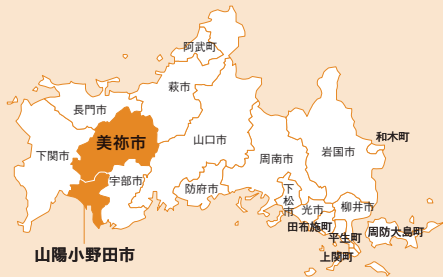 阿武町
萩市
長門市
美祢市
山口市
和木町
岩国市
下関市
周南市
宇部市
防府市
下松市
光市
柳井市
田布施町
平生町
周防大島町
上関町
山陽小野田市